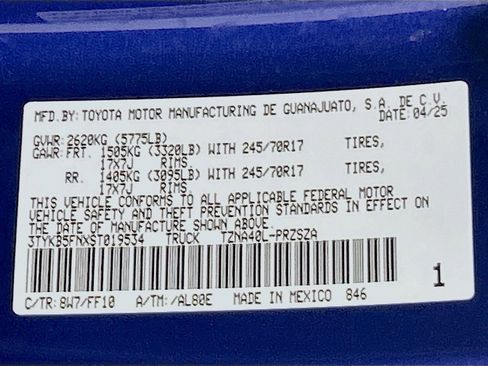 MFD.BY:TOYOTA MOTOR MANUFACTURING DE GUANAJUATO, S.A. DE C.V.
DATE:04/25
GVWR:2620KG (5775LB)
GAWR:FRT. 1505KG (3320LB) WITH 245/70R17 TIRES,
17X7J RIMS
RR. 1405KG (3095LB) WITH 245/70R17 TIRES,
17X7J RIMS
THIS VEHICLE CONFORMS TO ALL APPLICABLE FEDERAL MOTOR
VEHICLE SAFETY AND THEFT PREVENTION STANDARDS IN EFFECT ON
THE DATE OF MANUFACTURE SHOWN ABOVE.
3TYKB5FNXST019534 TRUCK TZNA40L-PRZSZA
1
C/TR:8W7/FF10 A/TM:/AL80E MADE IN MEXICO 846